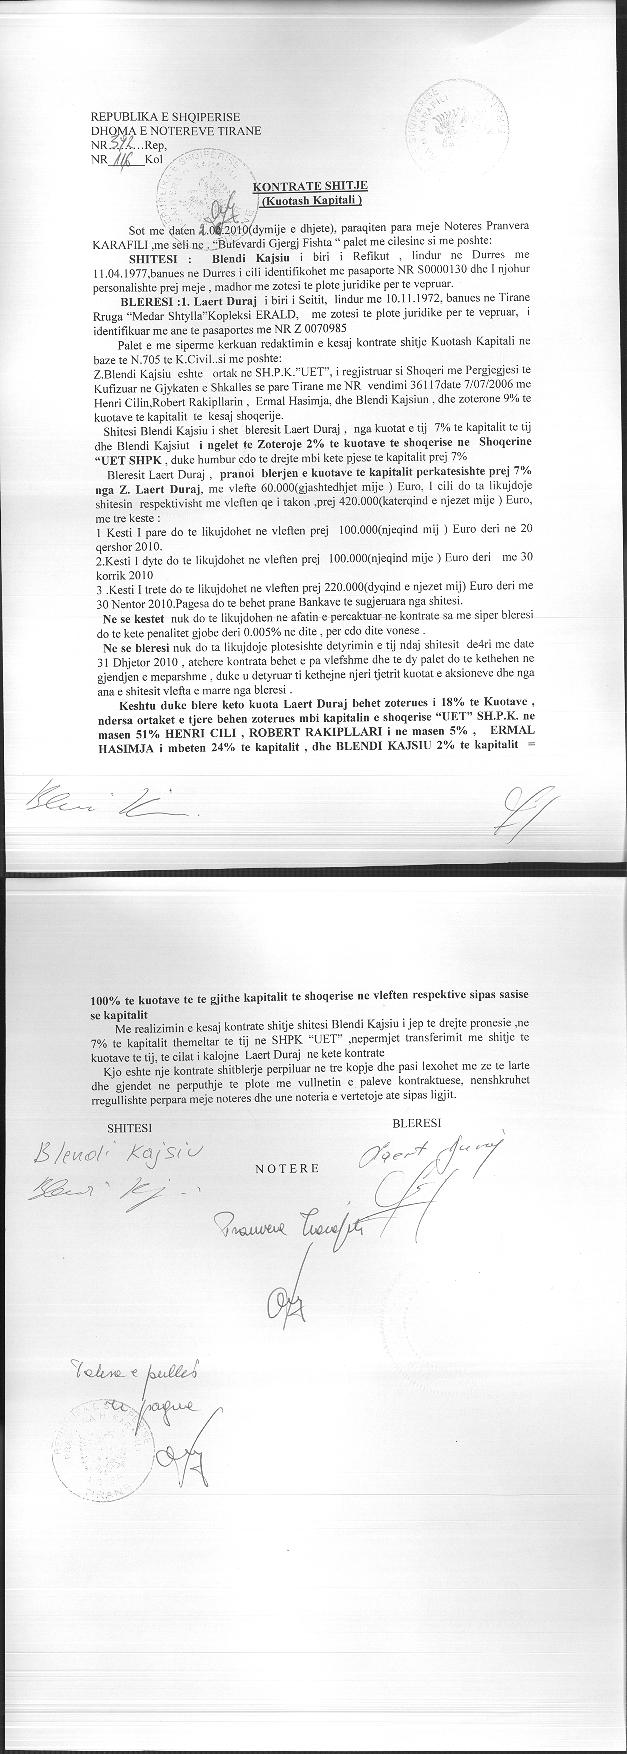 REPUBLIKA E SHQIPERISE
DHOMA E NOTEREVE TIRANE
NR.372...Rep,
NR 116 Kol
KONTRATE SHITJE
(Kuotash Kapitali )
Sot me daten 2.06.2010(dymije e dhjete), paraqiten para meje Noteres Pranvera
KARAFILI ,me seli ne . “Bulevardi Gjergj Fishta “ palet me cilesine si me poshte:
SHITESI : Blendi Kajsiu i biri i Refikut , lindur ne Durres me
11.04.1977,banues ne Durres i cili identifikohet me pasaporte NR S0000130 dhe I njohur
personalishte prej meje , madhor me zotesi te plote juridike per te vepruar.
BLERESI :1. Laert Duraj i biri i Seitit, lindur me 10.11.1972, banues ne Tirane
Rruga “Medar Shtylla”Kopleksi ERALD, me zotesi te plote juridike per te vepruar, i
identifikuar me ane te pasaportes me NR Z 0070985
Palet e me siperme kerkuan redaktimin e kesaj kontrate shitje Kuotash Kapitali ne
baze te N.705 te K.Civil..si me poshte:
Z.Blendi Kajsiu eshte ortak ne SH.P.K.”UET”, i regjistruar si Shoqeri me Pergjegjesi te
Kufizuar ne Gjykaten e Shkalles se pare Tirane me NR vendimi 36117date 7/07/2006 me
Henri Cilin,Robert Rakipllarin , Ermal Hasimja, dhe Blendi Kajsiun , dhe zoterone 9% te
kuotave te kapitalit te kesaj shoqerije.
Shitesi Blendi Kajsiu i shet bleresit Laert Duraj , nga kuotat e tij 7% te kapitalit te tij
dhe Blendi Kajsiut i ngelet te Zoteroje 2% te kuotave te shoqerise ne Shoqerine
“UET SHPK , duke humbur cdo te drejte mbi kete pjese te kapitalit prej 7%
Bleresit Laert Duraj , pranoi blerjen e kuotave te kapitalit perkatesishte prej 7%
nga Z. Laert Duraj, me vlefte 60.000(gjashtedhjet mije ) Euro, I cili do ta likujdoje
shitesin respektivisht me vleften qe i takon ,prej 420.000(katerqind e njezet mije ) Euro,
me tre keste :
1 Kesti I pare do te likujdohet ne vleften prej 100.000(njeqind mij ) Euro deri ne 20
qershor 2010.
2.Kesti I dyte do te likujdohet ne vleften prej 100.000(njeqind mije ) Euro deri me 30
korrik 2010
3 .Kesti I trete do te likujdohet ne vleften prej 220.000(dyqind e njezet mij) Euro deri me
30 Nentor 2010.Pagesa do te behet prane Bankave te sugjeruara nga shitesi.
Ne se kestet nuk do te likujdohen ne afatin e percaktuar ne kontrate sa me siper bleresi
do te kete penalitet gjobe deri 0.005% ne dite , per cdo dite vonese .
Ne se bleresi nuk do ta likujdoje plotesishte detyrimin e tij ndaj shitesit de4ri me date
31 Dhjetor 2010 , atehere kontrata behet e pa vlefshme dhe te dy palet do te kethehen ne
gjendjen e meparshme , duke u detyruar ti kethejne njeri tjetrit kuotat e aksioneve dhe nga
ana e shitesit vlefta e marre nga bleresi .
Keshtu duke blere keto kuota Laert Duraj behet zoterues i 18% te Kuotave ,
ndersa ortaket e tjere behen zoterues mbi kapitalin e shoqerise “UET” SH.P.K. ne
masen 51% HENRI CILI , ROBERT RAKIPLLARI i ne masen 5% , ERMAL
HASIMJA i mbeten 24% te kapitalit , dhe BLENDI KAJSIU 2% te kapitalit =
100% te kuotave te te gjithe kapitalit te shoqerise ne vleften respektive sipas sasise
se kapitalit
Me realizimin e kesaj kontrate shitje shitesi Blendi Kajsiu i jep te drejte pronesie ,ne
7% te kapitalit themeltar te tij ne SHPK “UET” ,nepermjet transferimit me shitje te
kuotave te tij, te cilat i kalojne Laert Duraj ne kete kontrate
Kjo eshte nje kontrate shitblerje perpiluar ne tre kopje dhe pasi lexohet me ze te larte
dhe gjendet ne perputhje te plote me vullnetin e paleve kontraktuese, nenshkruhet
rregullishte perpara meje noteres dhe une noteria e vertetoje ate sipas ligjit.
SHITESI BLERESI
Blendi Kajsiu Laert Duraj
NOTERE
Pranvera Karafili
Taksa e pulles
u pague